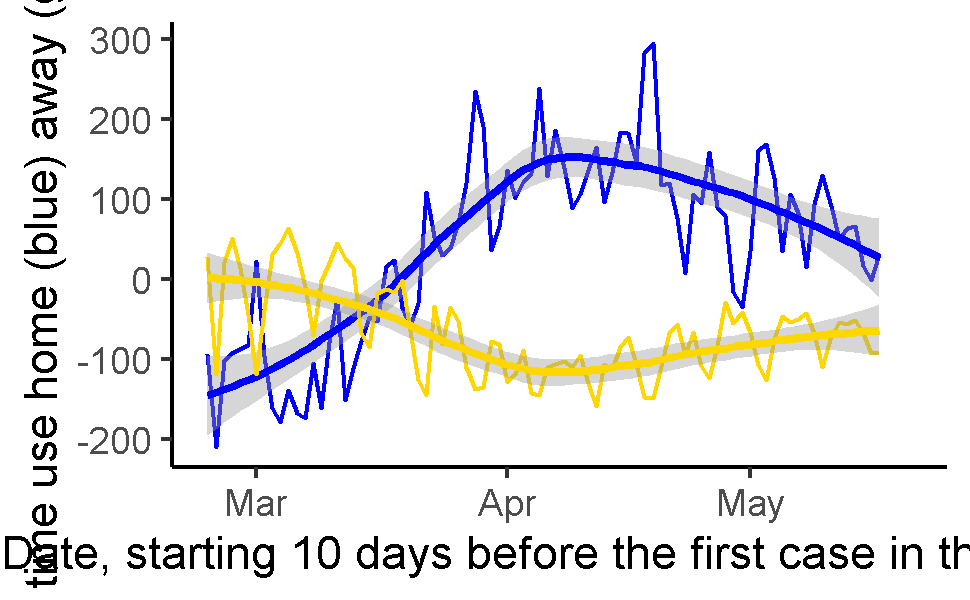 time use home (blue) away (
300
200
100
0
-100
-200
Mar Apr May
Date, starting 10 days before the first case in